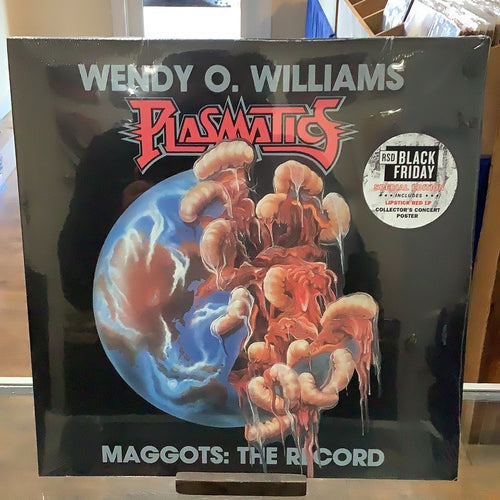 WENDY O. WILLIAMS
PLASMATICS
RSD BLACK
FRIDAY
SPECIAL EDITION
INCLUDES
LIPSTICK RED LP
COLLECTOR'S CONCERT
POSTER
MAGGOTS: THE RECORD